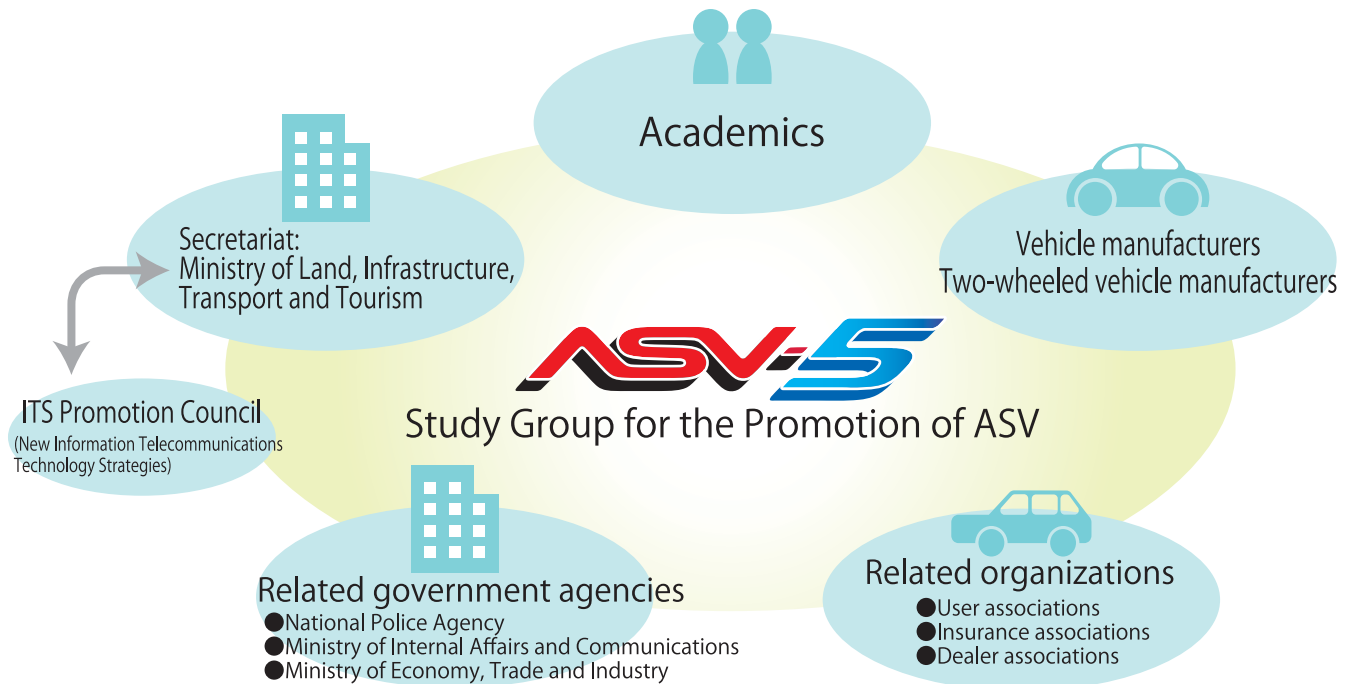 Academics
Secretariat:
Ministry of Land, Infrastructure,
Transport and Tourism
Vehicle manufacturers
Two-wheeled vehicle manufacturers
ASV-5
Study Group for the Promotion of ASV
ITS Promotion Council
(New Information Telecommunications
Technology Strategies)
Related government agencies
●National Police Agency
●Ministry of Internal Affairs and Communications
●Ministry of Economy, Trade and Industry
Related organizations
●User associations
●Insurance associations
●Dealer associations